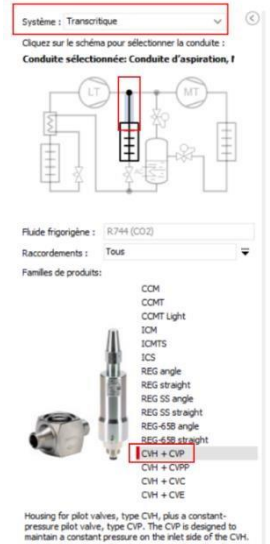 Système : Transcritique
Cliquez sur le schéma pour sélectionner la conduite :
Conduite sélectionnée: Conduite d'aspiration, M
LT
MT
Fluide frigorigène : R744 (CO2)
Raccordements : Tous
Familles de produits:
CCM
CCMT
CCMT Light
ICM
ICMTS
ICS
REG angle
REG straight
REG SS angle
REG SS straight
REG-65B angle
REG-65B straight
CVH + CVP
CVH + CVPP
CVH + CVC
CVH + CVE
Housing for pilot valves, type CVH, plus a constant-
pressure pilot valve, type CVP. The CVP is designed to
maintain a constant pressure on the inlet side of the CVH.